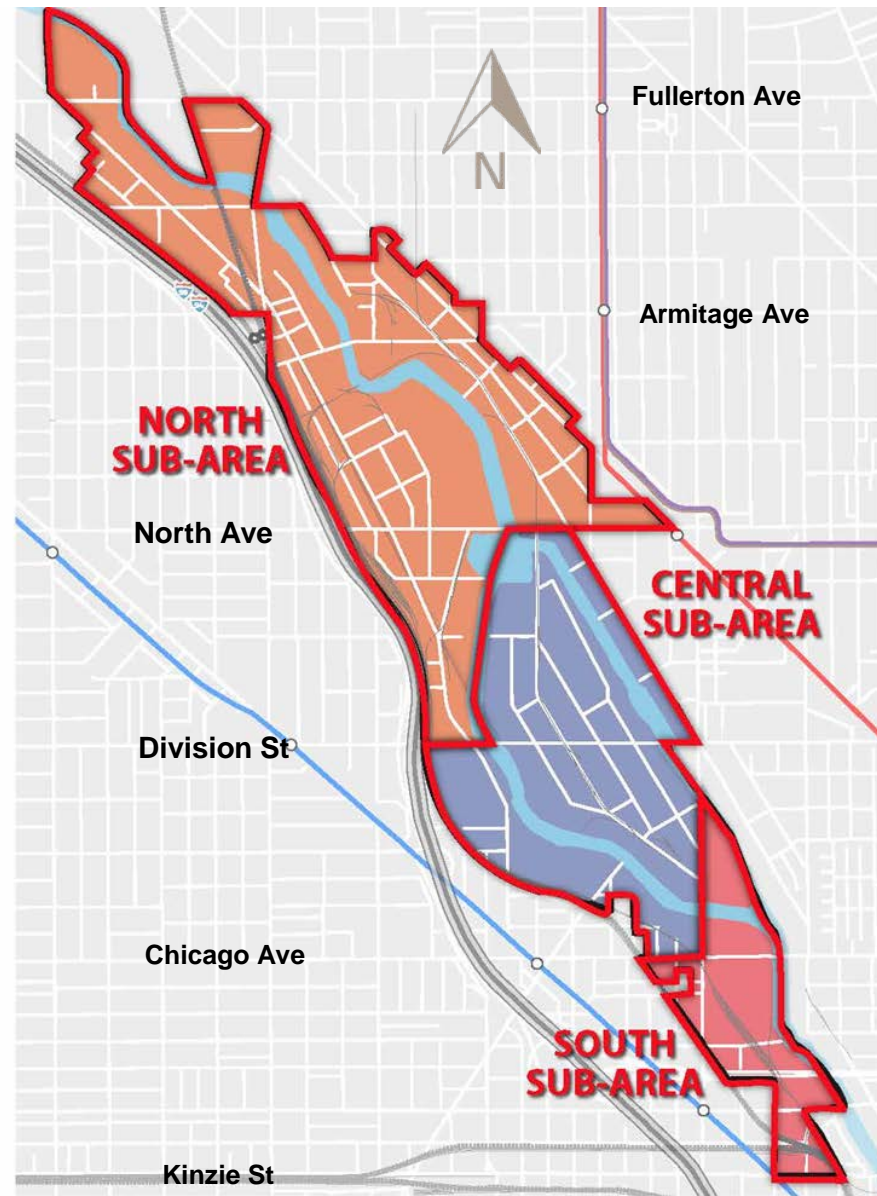 Fullerton Ave
N
Armitage Ave
NORTH
SUB-AREA
North Ave
CENTRAL
SUB-AREA
Division St
Chicago Ave
SOUTH
SUB-AREA
Kinzie St